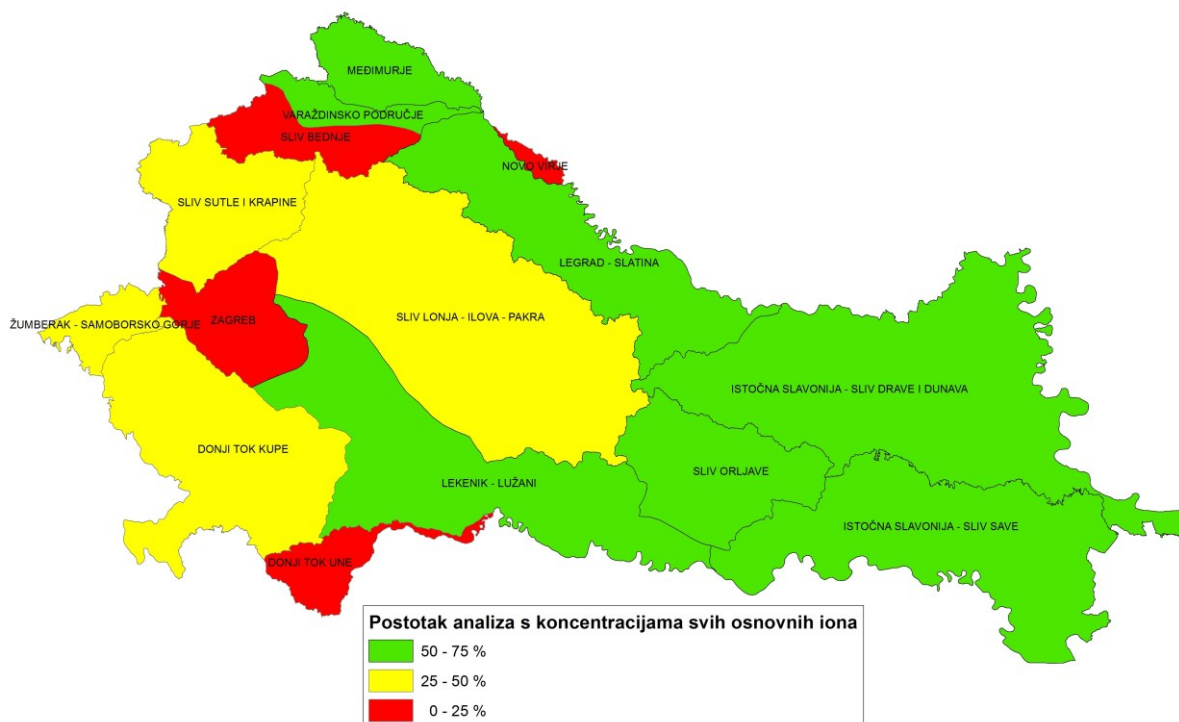 MEĐIMURJE
VARAŽDINSKO PODRUČJE
SLIV BEDNJE
NOVO VIRJE
SLIV SUTLE I KRAPINE
LEGRAD - SLATINA
ŽUMBERAK - SAMOBORSKO GORJE
ZAGREB
SLIV LONJA - ILOVA - PAKRA
ISTOČNA SLAVONIJA - SLIV DRAVE I DUNAVA
DONJI TOK KUPE
SLIV ORLJAVE
LEKENIK - LUŽANI
ISTOČNA SLAVONIJA - SLIV SAVE
DONJI TOK UNE
Postotak analiza s koncentracijama svih osnovnih iona
50 - 75 %
25 - 50 %
0 - 25 %